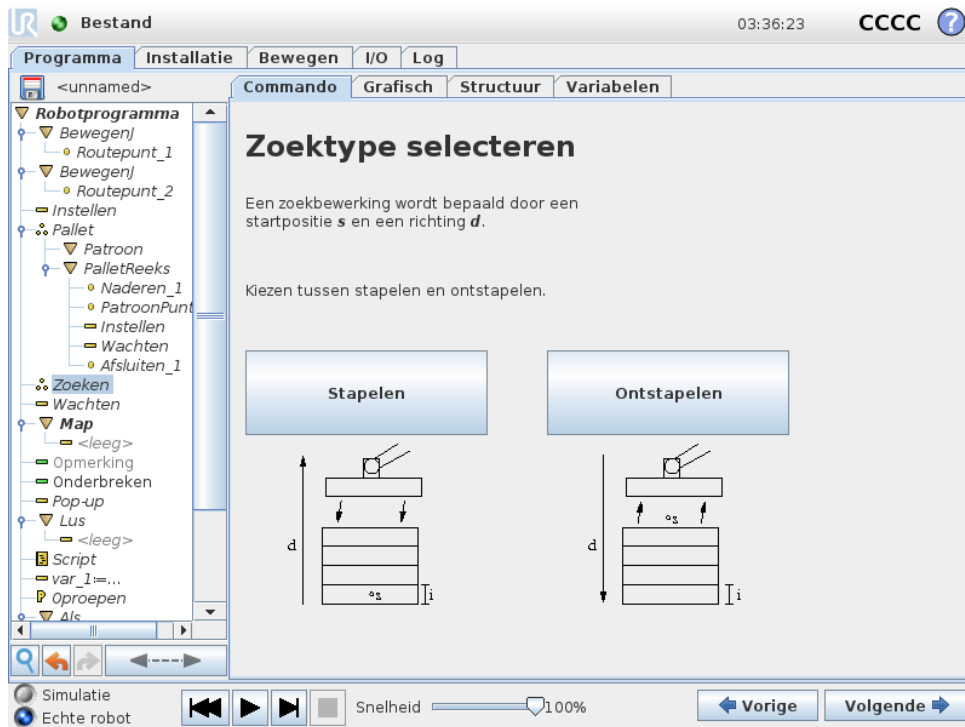 UR Bestand 03:36:23 CCCC ?
Programma Installatie Bewegen I/O Log
<unnamed>
Commando Grafisch Structuur Variabelen
Robotprogramma
BewegenJ
Routepunt_1
BewegenJ
Routepunt_2
Instellen
Pallet
Patroon
PalletReeks
Naderen_1
PatroonPunt
Instellen
Wachten
Afsluiten_1
Zoeken
Wachten
Map
<leeg>
Opmerking
Onderbreken
Pop-up
Lus
<leeg>
Script
var_1:=...
P Oproepen
Als
Zoektype selecteren
Een zoekbewerking wordt bepaald door een
startpositie s en een richting d.
Kiezen tussen stapelen en ontstapelen.
Stapelen
Ontstapelen
d
s
i
d
s
i
Simulatie
Echte robot
Snelheid 100%
Vorige
Volgende